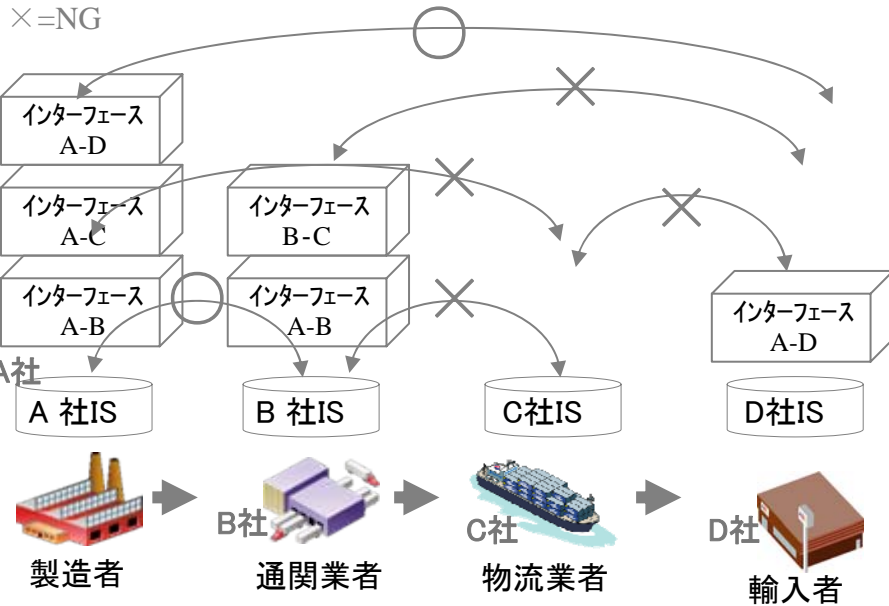 ×=NG
インターフェース
A-D
インターフェース
A-C
インターフェース
B-C
インターフェース
A-B
インターフェース
A-B
インターフェース
A-D
A社
A 社IS
B 社IS
C社IS
D社IS
B社
C社
D社
製造者
通関業者
物流業者
輸入者